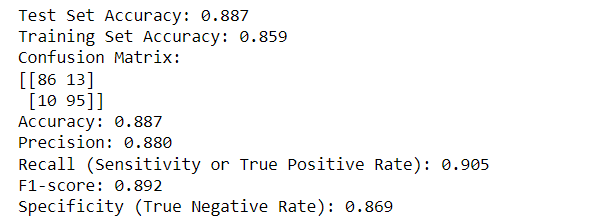 Test Set Accuracy: 0.887
Training Set Accuracy: 0.859
Confusion Matrix:
[[86 13]
 [10 95]]
Accuracy: 0.887
Precision: 0.880
Recall (Sensitivity or True Positive Rate): 0.905
F1-score: 0.892
Specificity (True Negative Rate): 0.869